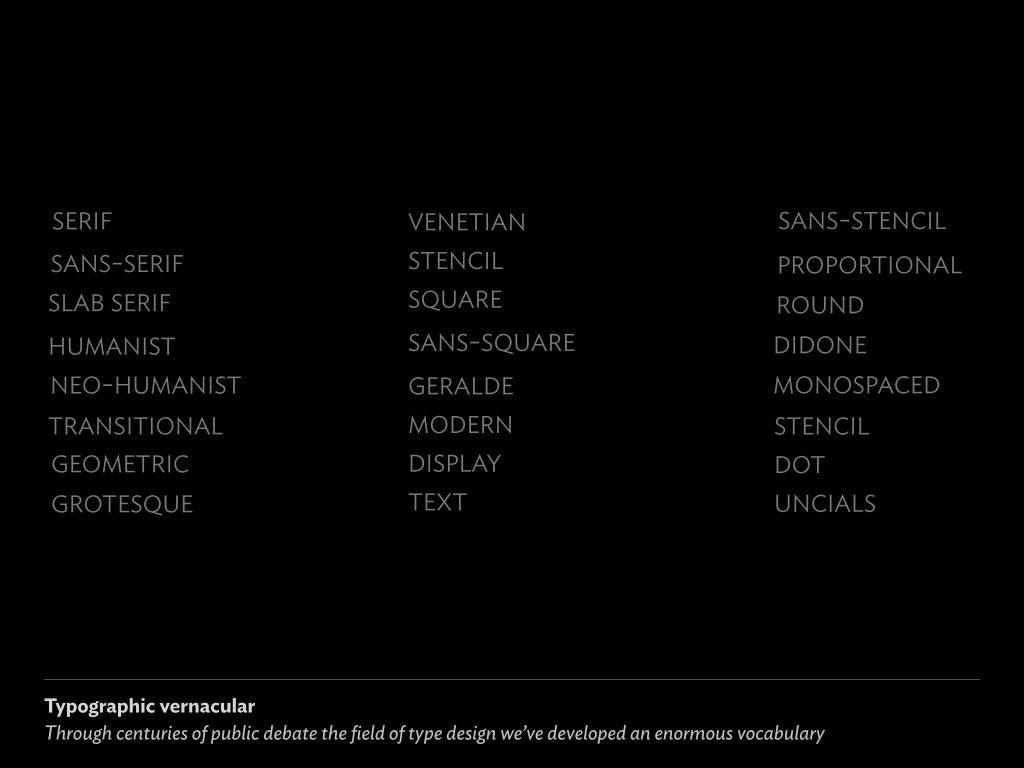 SERIF
SANS-SERIF
SLAB SERIF
HUMANIST
NEO-HUMANIST
TRANSITIONAL
GEOMETRIC
GROTESQUE
VENETIAN
STENCIL
SQUARE
SANS-SQUARE
GERALDE
MODERN
DISPLAY
TEXT
SANS-STENCIL
PROPORTIONAL
ROUND
DIDONE
MONOSPACED
STENCIL
DOT
UNCIALS
Typographic vernacular
Through centuries of public debate the field of type design we’ve developed an enormous vocabulary